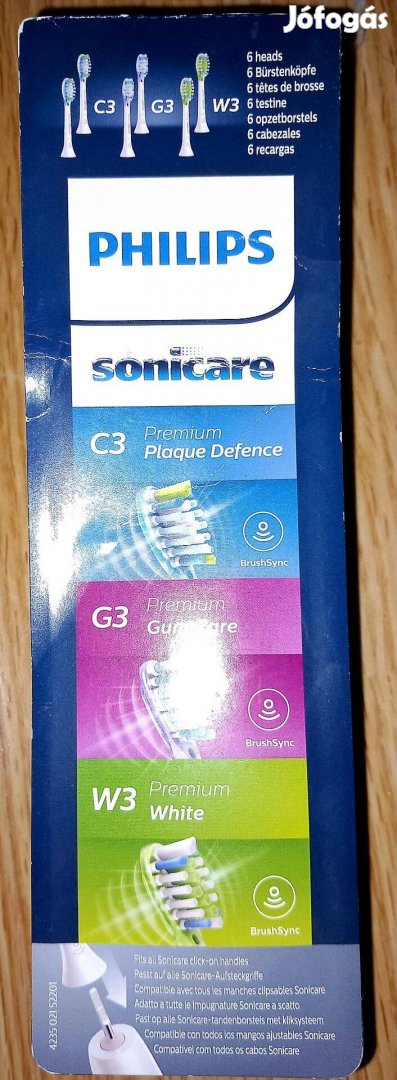 Jófogás
6 heads
6 Bürstenköpfe
6 têtes de brosse
6 testine
6 opzetborstels
6 cabezales
6 recargas
C3 G3 W3
PHILIPS
sonicare
C3 Premium
Plaque Defence
BrushSync
G3 Premium
Gum Care
BrushSync
W3 Premium
White
BrushSync
Fits all Sonicare click-on handles
Passt auf alle Sonicare-Aufsteckgriffe
Compatible avec tous les manches clipsables Sonicare
Adatto a tutte le impugnature Sonicare a scatto
Past op alle Sonicare-tandenborstels met kliksysteem
Compatible con todos los mangos ajustables Sonicare
Compatível com todos os cabos Sonicare
4235 021 52201